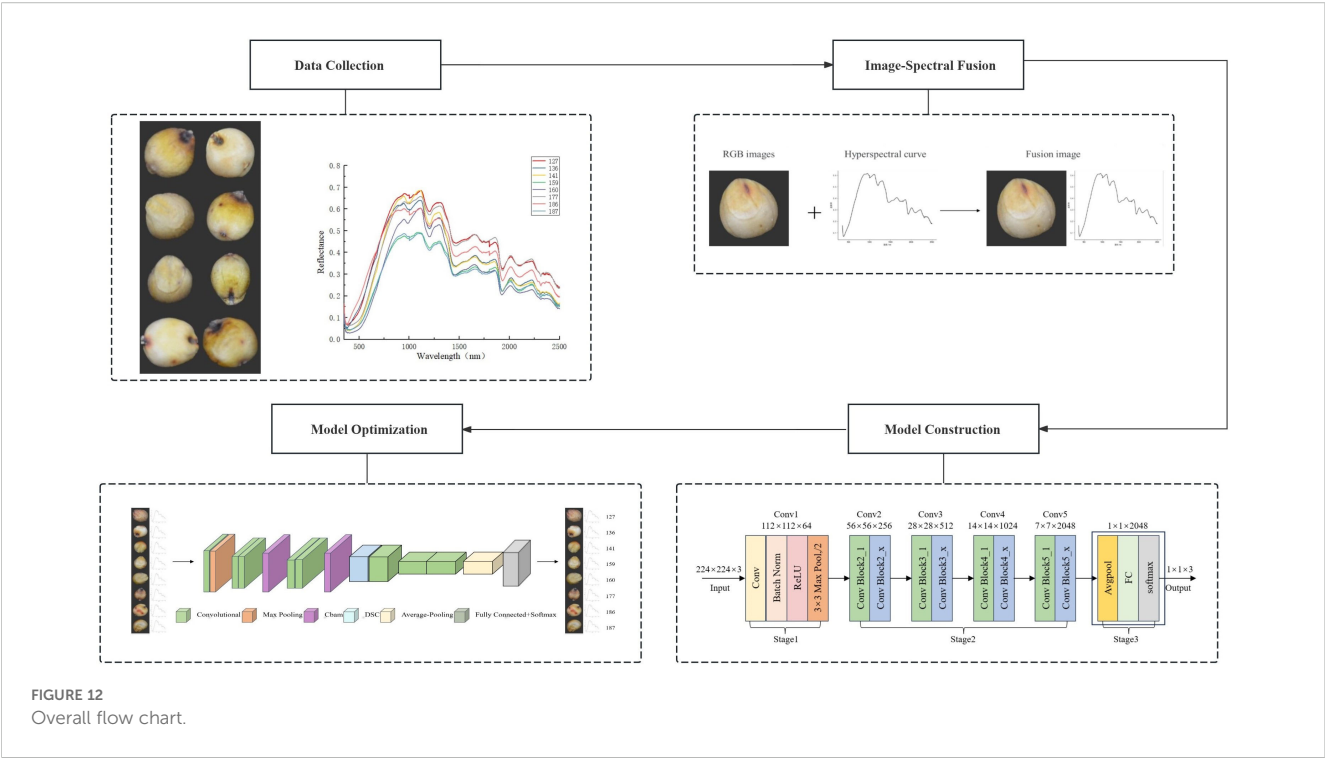 Data Collection
Image-Spectral Fusion
0.8
0.7
0.6
0.5
0.4
0.3
0.2
0.1
0.0
Reflectance
500
1000
1500
2000
2500
Wavelength（nm）
127
136
141
159
160
177
186
187
RGB images
Hyperspectral curve
Fusion image
+
Model Optimization
Model Construction
127
136
141
159
160
177
186
187
Convolutional
Max Pooling
Cbam
DSC
Average-Pooling
Fully Connected+Softmax
224×224×3
Input
Conv1
112×112×64
Conv
Batch Norm
ReLU
3×3 Max Pool,/2
Stage1
Conv2
56×56×256
Conv Block2_1
Conv Block2_x
Conv3
28×28×512
Conv Block3_1
Conv Block3_x
Conv4
14×14×1024
Conv Block4_1
Conv Block4_x
Conv5
7×7×2048
Conv Block5_1
Conv Block5_x
Stage2
1×1×2048
Avgpool
FC
softmax
Stage3
1×1×3
Output
FIGURE 12
Overall flow chart.